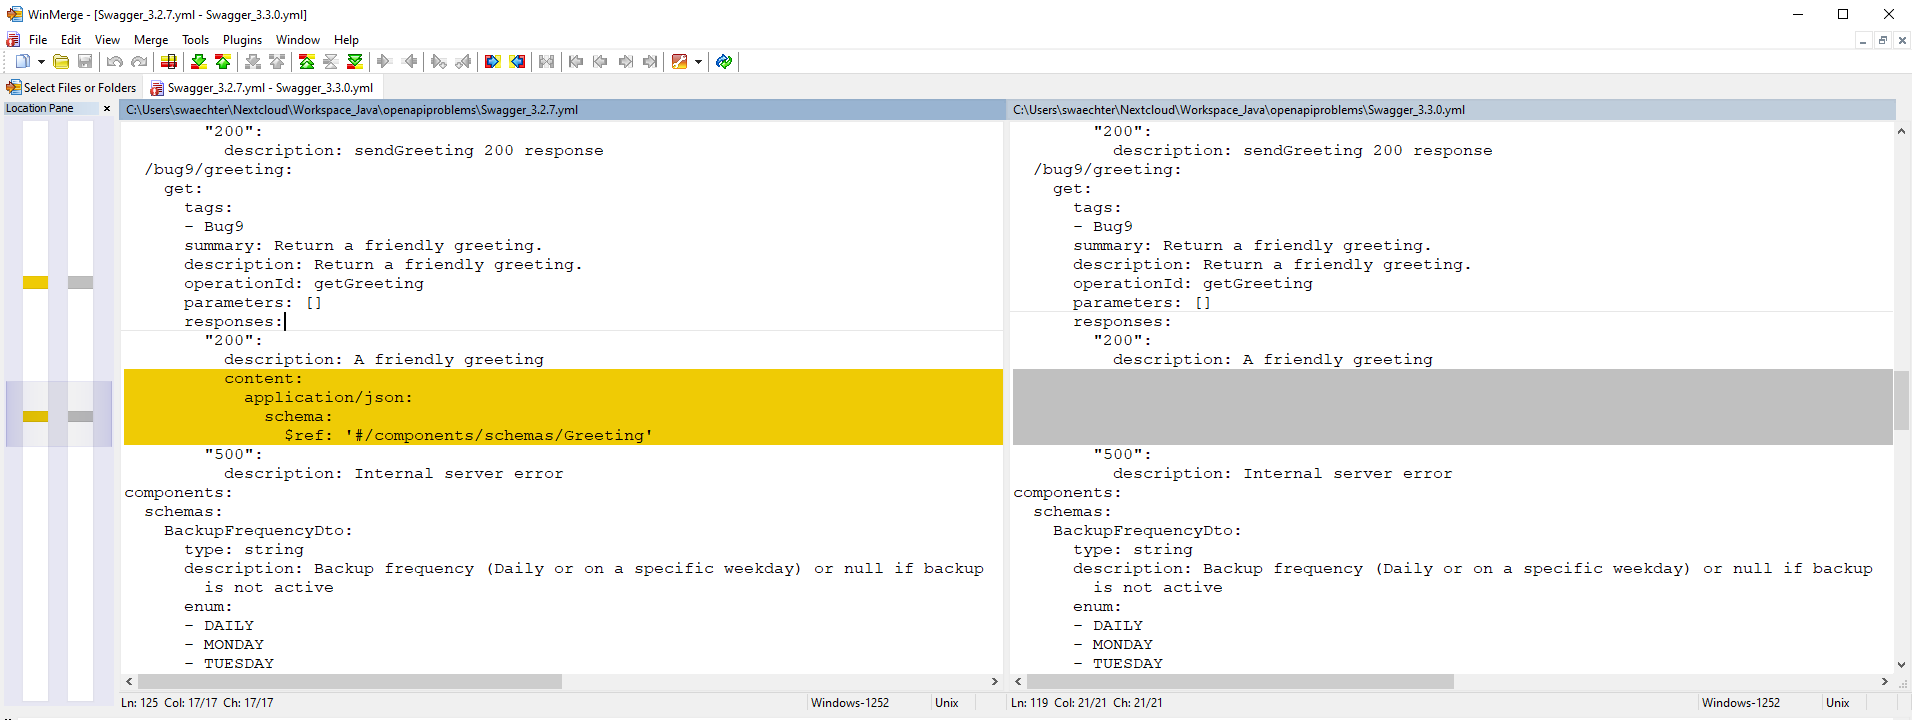 WinMerge - [Swagger_3.2.7.yml - Swagger_3.3.0.yml]
File Edit View Merge Tools Plugins Window Help
Select Files or Folders
Swagger_3.2.7.yml - Swagger_3.3.0.yml
Location Pane
C:\Users\swaechter\Nextcloud\Workspace_Java\openapiproblems\Swagger_3.2.7.yml
"200":
description: sendGreeting 200 response
/bug9/greeting:
get:
tags:
- Bug9
summary: Return a friendly greeting.
description: Return a friendly greeting.
operationId: getGreeting
parameters: []
responses:
"200":
description: A friendly greeting
content:
application/json:
schema:
$ref: '#/components/schemas/Greeting'
"500":
description: Internal server error
components:
schemas:
BackupFrequencyDto:
type: string
description: Backup frequency (Daily or on a specific weekday) or null if backup
is not active
enum:
- DAILY
- MONDAY
- TUESDAY
Ln: 125 Col: 17/17 Ch: 17/17
Windows-1252
Unix
C:\Users\swaechter\Nextcloud\Workspace_Java\openapiproblems\Swagger_3.3.0.yml
"200":
description: sendGreeting 200 response
/bug9/greeting:
get:
tags:
- Bug9
summary: Return a friendly greeting.
description: Return a friendly greeting.
operationId: getGreeting
parameters: []
responses:
"200":
description: A friendly greeting
"500":
description: Internal server error
components:
schemas:
BackupFrequencyDto:
type: string
description: Backup frequency (Daily or on a specific weekday) or null if backup
is not active
enum:
- DAILY
- MONDAY
- TUESDAY
Ln: 119 Col: 21/21 Ch: 21/21
Windows-1252
Unix